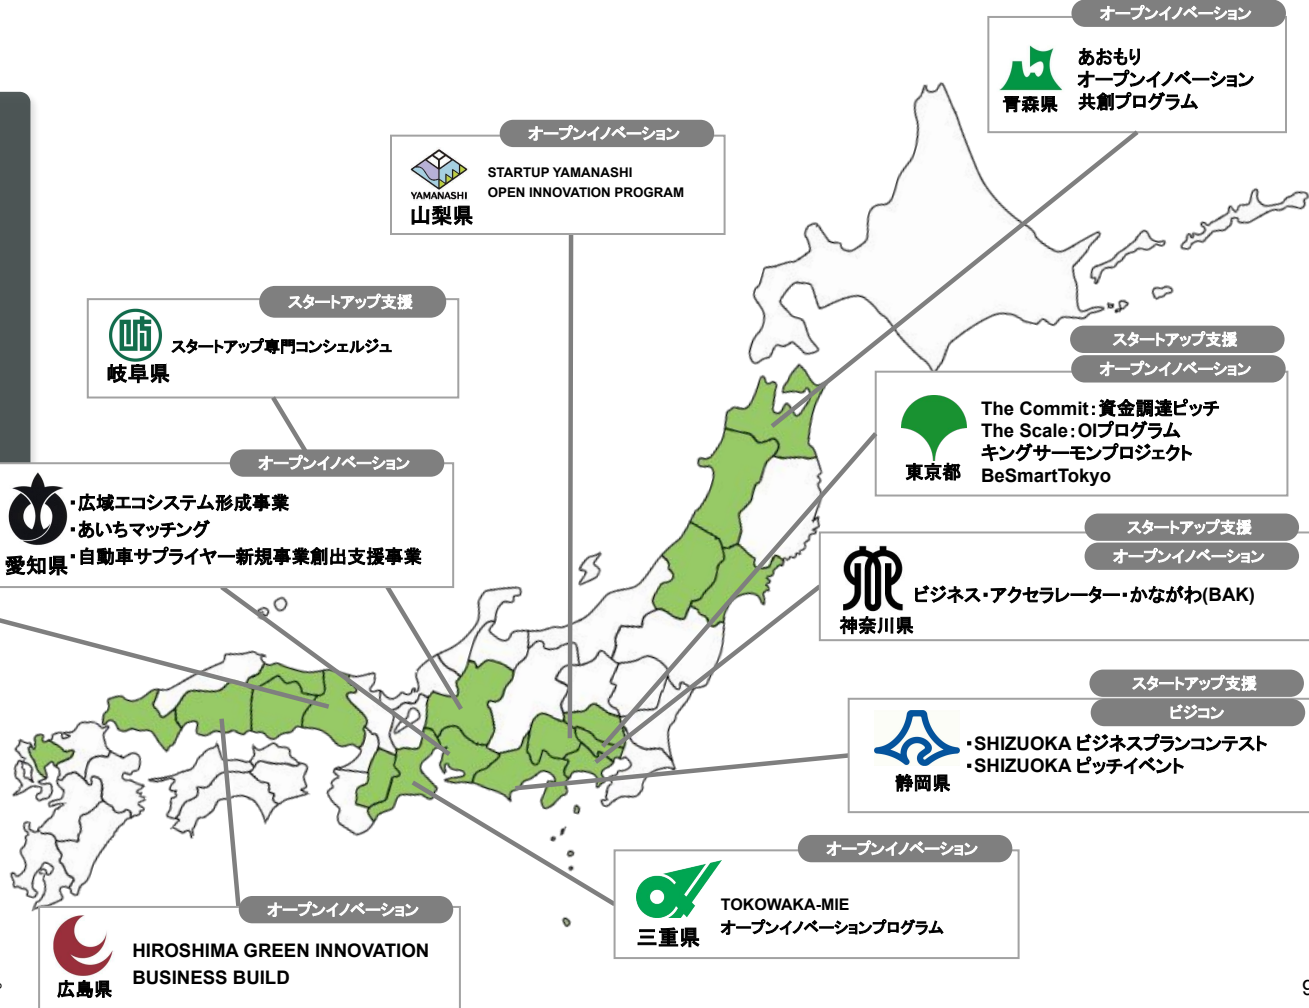 オープンイノベーション
青森県
あおもり
オープンイノベーション
共創プログラム
オープンイノベーション
YAMANASHI
山梨県
STARTUP YAMANASHI
OPEN INNOVATION PROGRAM
スタートアップ支援
岐阜県
スタートアップ専門コンシェルジュ
スタートアップ支援
オープンイノベーション
東京都
The Commit：資金調達ピッチ
The Scale：OIプログラム
キングサーモンプロジェクト
BeSmartTokyo
オープンイノベーション
愛知県
・広域エコシステム形成事業
・あいちマッチング
・自動車サプライヤー新規事業創出支援事業
スタートアップ支援
オープンイノベーション
神奈川県
ビジネス・アクセラレーター・かながわ(BAK)
スタートアップ支援
ビジコン
静岡県
・SHIZUOKA ビジネスプランコンテスト
・SHIZUOKA ピッチイベント
オープンイノベーション
三重県
TOKOWAKA-MIE
オープンイノベーションプログラム
オープンイノベーション
広島県
HIROSHIMA GREEN INNOVATION
BUSINESS BUILD
9